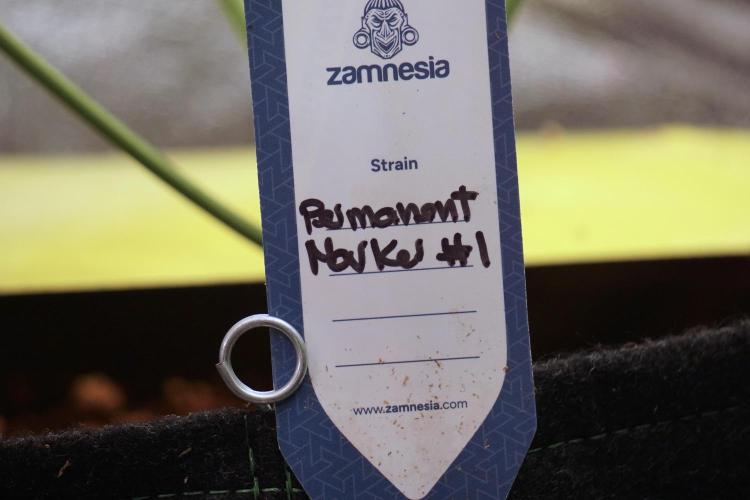 zamnesia
Strain
Permanent
Marker #1
www.zamnesia.com